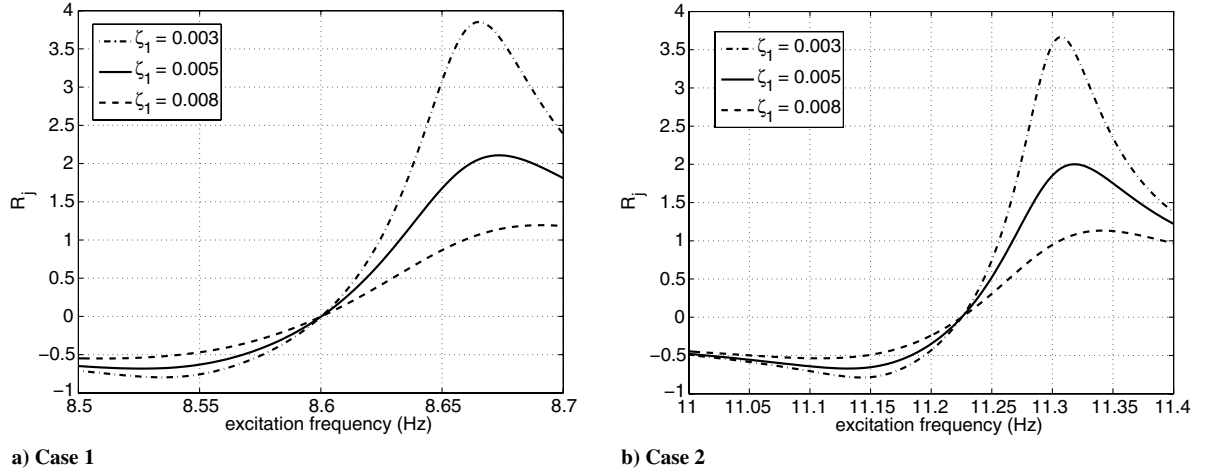 4
3.5
3
2.5
2
1.5
1
0.5
0
−0.5
−1
R_j
ζ_1 = 0.003
ζ_1 = 0.005
ζ_1 = 0.008
8.5 8.55 8.6 8.65 8.7
excitation frequency (Hz)
a) Case 1
4
3.5
3
2.5
2
1.5
1
0.5
0
−0.5
−1
R_j
ζ_1 = 0.003
ζ_1 = 0.005
ζ_1 = 0.008
11 11.05 11.1 11.15 11.2 11.25 11.3 11.35 11.4
excitation frequency (Hz)
b) Case 2